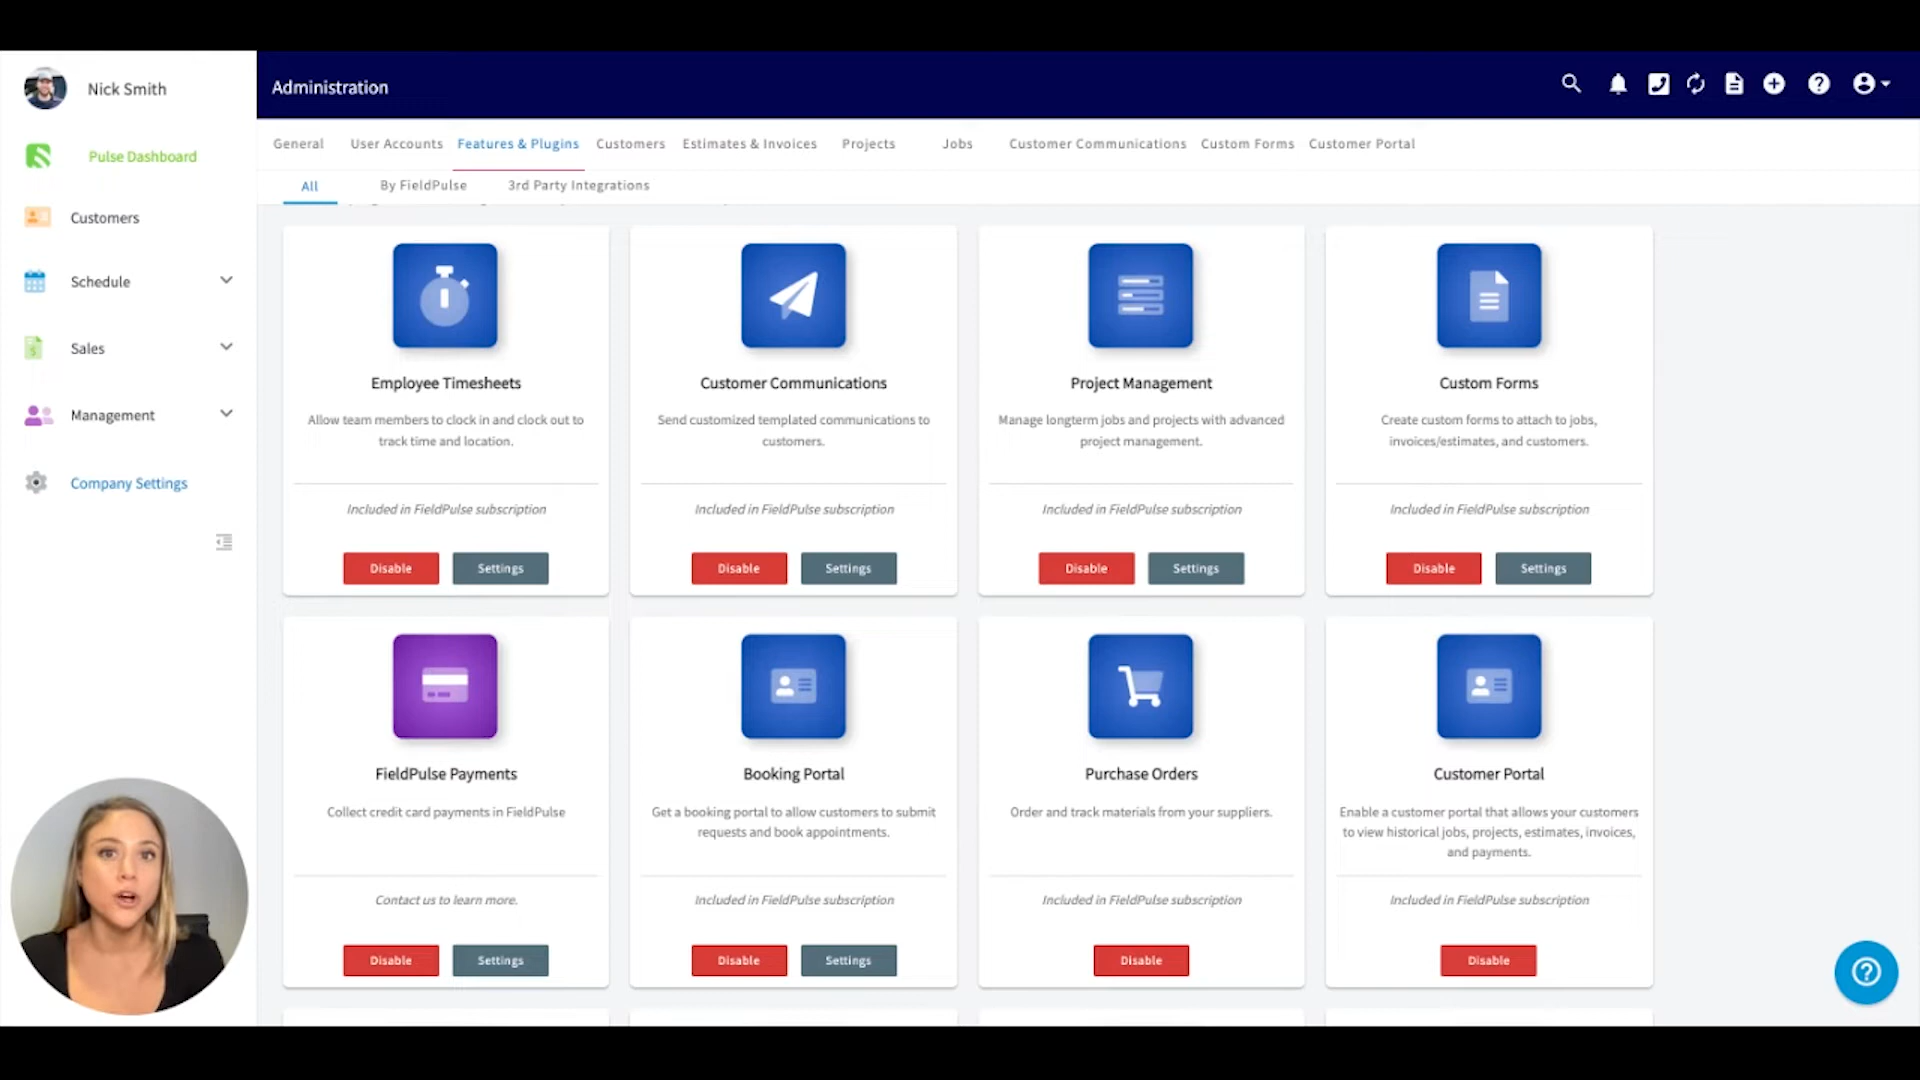 Nick Smith
Administration
Pulse Dashboard
Customers
Schedule
Sales
Management
Company Settings
General User Accounts Features & Plugins Customers Estimates & Invoices Projects Jobs Customer Communications Custom Forms Customer Portal
All By FieldPulse 3rd Party Integrations
Employee Timesheets
Allow team members to clock in and clock out to
track time and location.
Included in FieldPulse subscription
Disable Settings
Customer Communications
Send customized templated communications to
customers.
Included in FieldPulse subscription
Disable Settings
Project Management
Manage longterm jobs and projects with advanced
project management.
Included in FieldPulse subscription
Disable Settings
Custom Forms
Create custom forms to attach to jobs,
invoices/estimates, and customers.
Included in FieldPulse subscription
Disable Settings
FieldPulse Payments
Collect credit card payments in FieldPulse
Contact us to learn more.
Disable Settings
Booking Portal
Get a booking portal to allow customers to submit
requests and book appointments.
Included in FieldPulse subscription
Disable Settings
Purchase Orders
Order and track materials from your suppliers.
Included in FieldPulse subscription
Disable
Customer Portal
Enable a customer portal that allows your customers
to view historical jobs, projects, estimates, invoices,
and payments.
Included in FieldPulse subscription
Disable